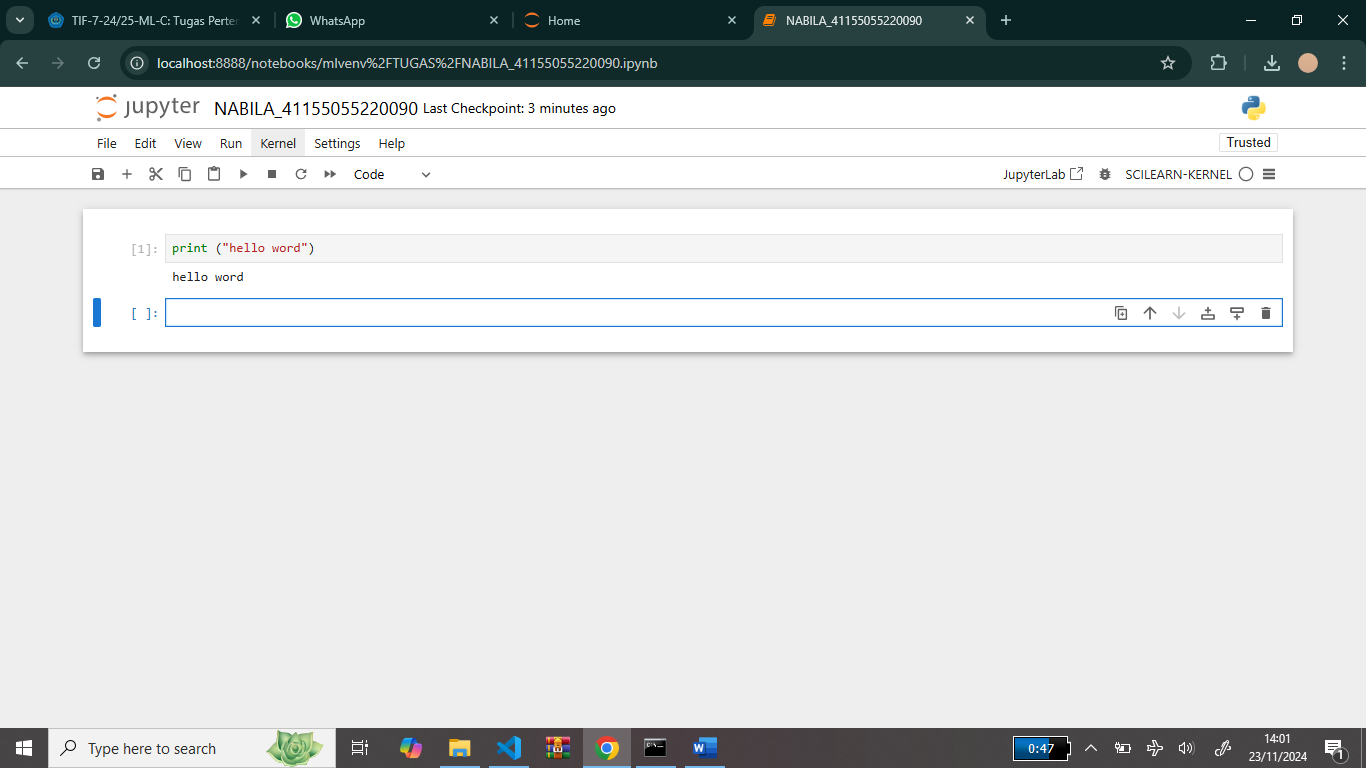 TIF-7-24/25-ML-C: Tugas Perter
WhatsApp
Home
NABILA_41155055220090
localhost:8888/notebooks/mlvenv%2FTUGAS%2FNABILA_41155055220090.ipynb
jupyter NABILA_41155055220090 Last Checkpoint: 3 minutes ago
File Edit View Run Kernel Settings Help Trusted
Code JupyterLab SCILEARN-KERNEL
[1]: print ("hello word")
hello word
[ ]:
Type here to search
0:47
14:01
23/11/2024
1